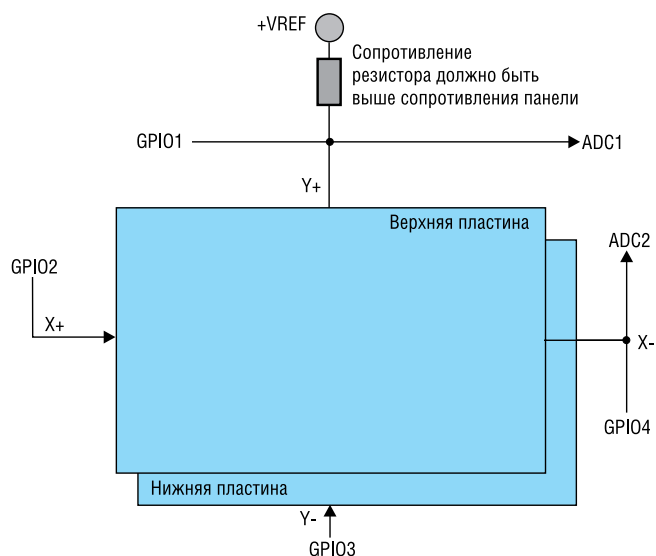 +VREF
Сопротивление
резистора должно быть
выше сопротивления панели
GPIO1
ADC1
Y+
Верхняя пластина
ADC2
GPIO2
X+
X-
GPIO4
Нижняя пластина
Y-
GPIO3